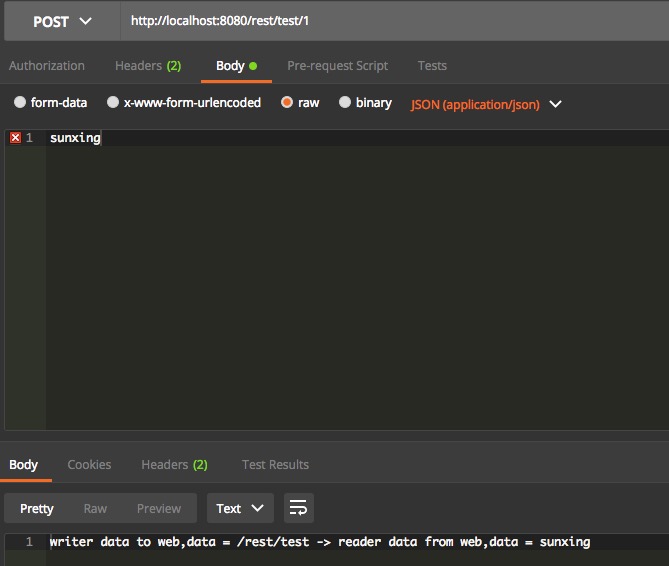 POST http://localhost:8080/rest/test/1
Authorization Headers (2) Body Pre-request Script Tests
form-data x-www-form-urlencoded raw binary JSON (application/json)
1 sunxing
Body Cookies Headers (2) Test Results
Pretty Raw Preview Text
1 writer data to web,data = /rest/test -> reader data from web,data = sunxing